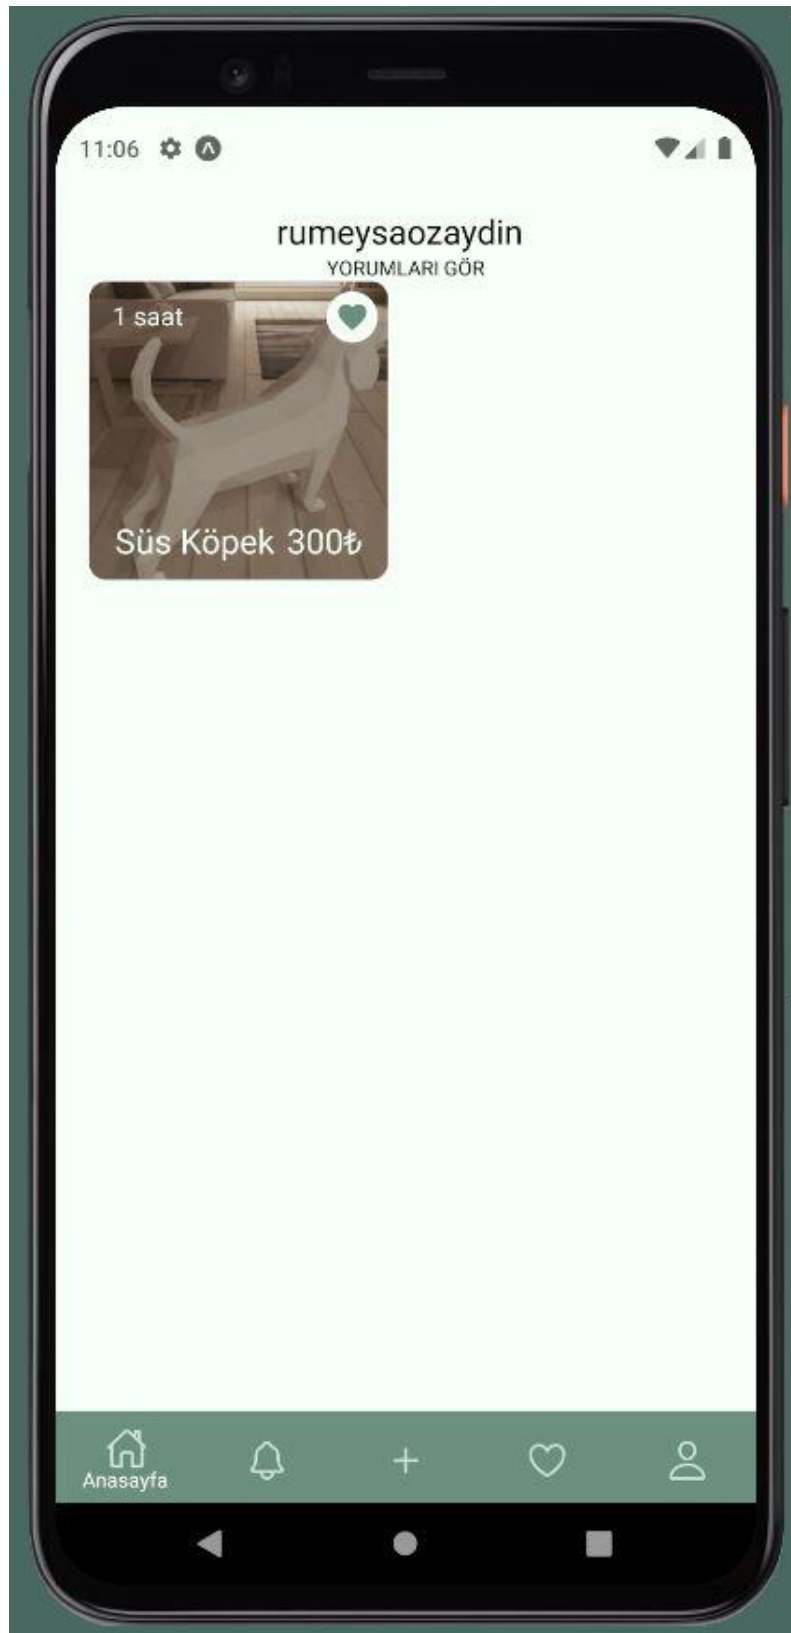 11:06
rumeysaozaydin
YORUMLARI GÖR
1 saat
Süs Köpek 300₺
Anasayfa